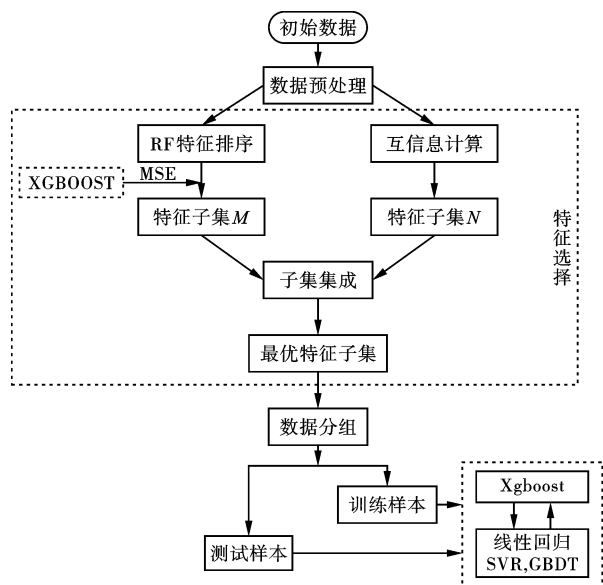 初始数据
数据预处理
RF特征排序
互信息计算
XGBOOST
MSE
特征子集M
特征子集N
特征选择
子集集成
最优特征子集
数据分组
训练样本
测试样本
Xgboost
线性回归
SVR,GBDT